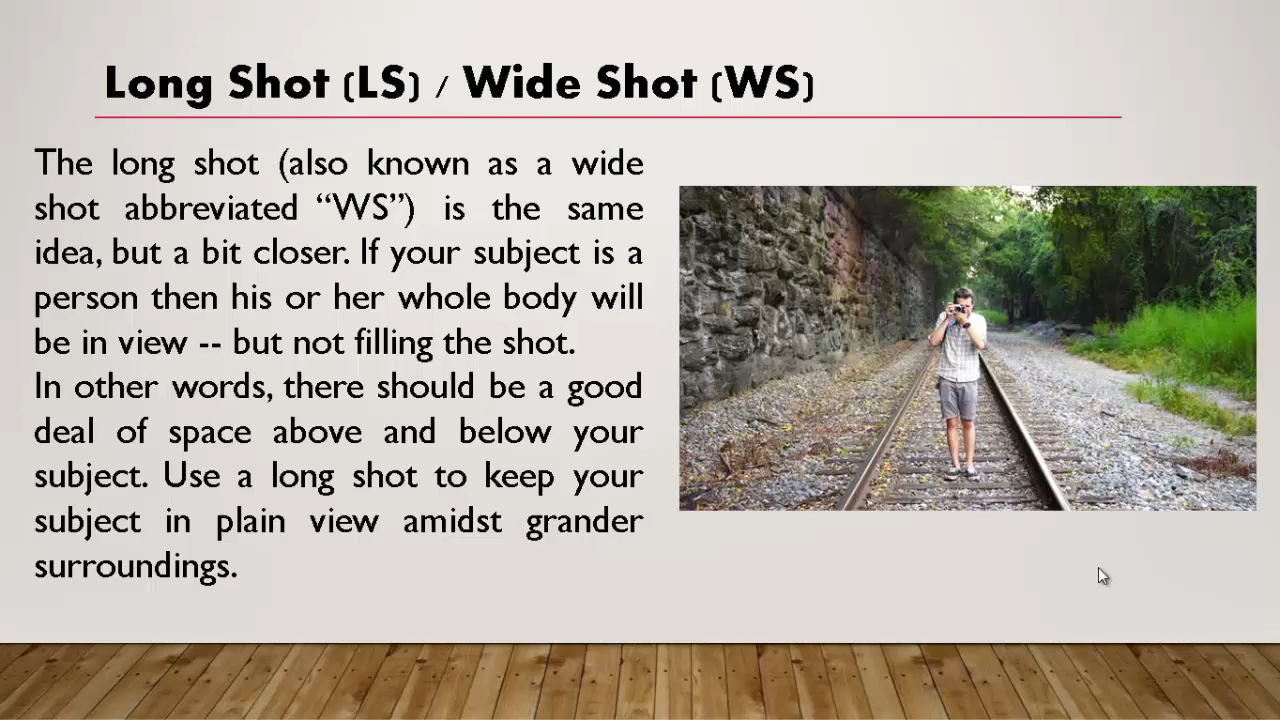 Long Shot (LS) / Wide Shot (WS)
The long shot (also known as a wide
shot abbreviated “WS”) is the same
idea, but a bit closer. If your subject is a
person then his or her whole body will
be in view -- but not filling the shot.
In other words, there should be a good
deal of space above and below your
subject. Use a long shot to keep your
subject in plain view amidst grander
surroundings.